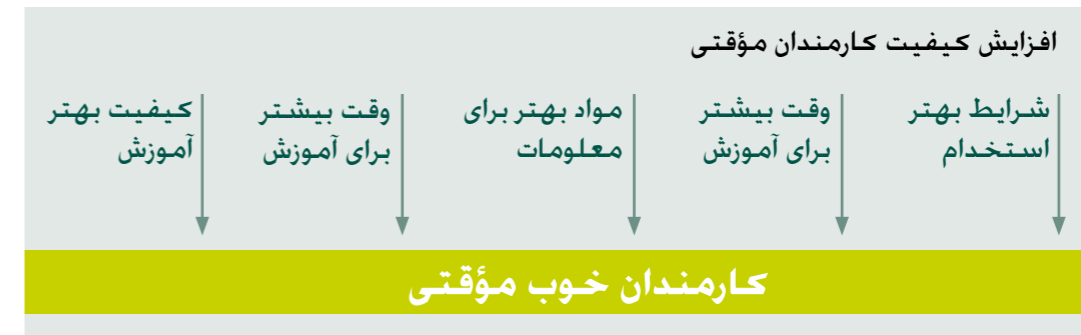 افزایش کیفیت کارمندان مؤقتی
شرایط بهتر
استخدام
وقت بیشتر
برای آموزش
مواد بهتر برای
معلومات
وقت بیشتر
برای آموزش
کیفیت بهتر
آموزش
کارمندان خوب مؤقتی